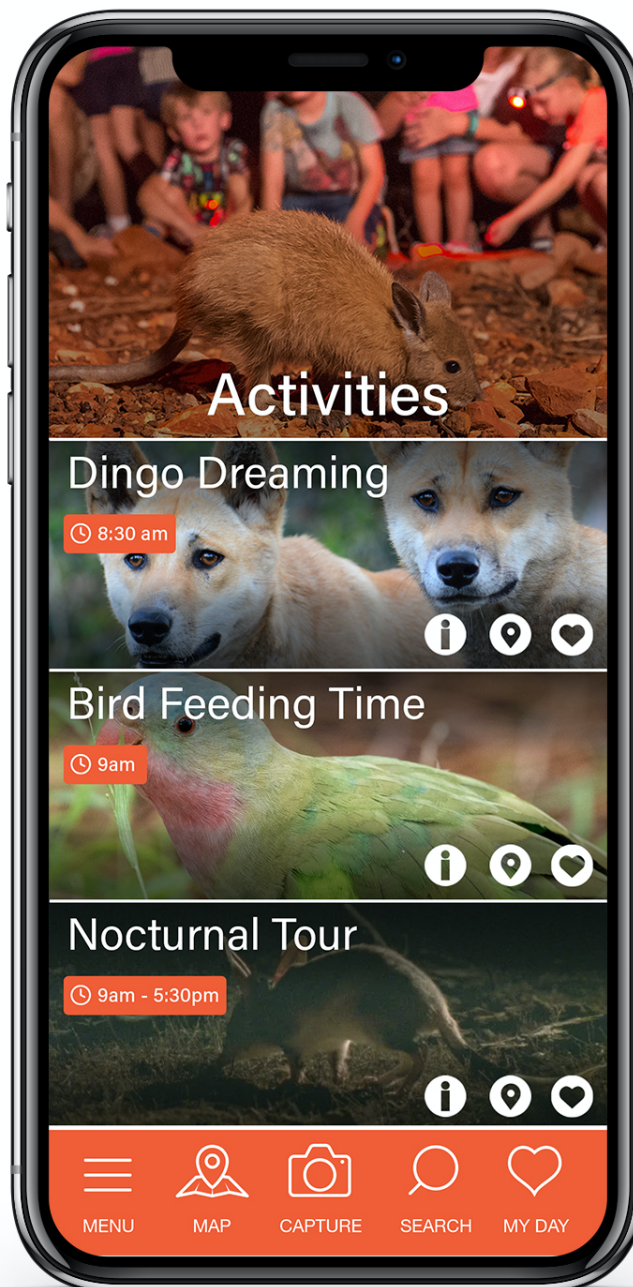 Activities
Dingo Dreaming
8:30 am
Bird Feeding Time
9am
Nocturnal Tour
9am - 5:30pm
MENU MAP CAPTURE SEARCH MY DAY